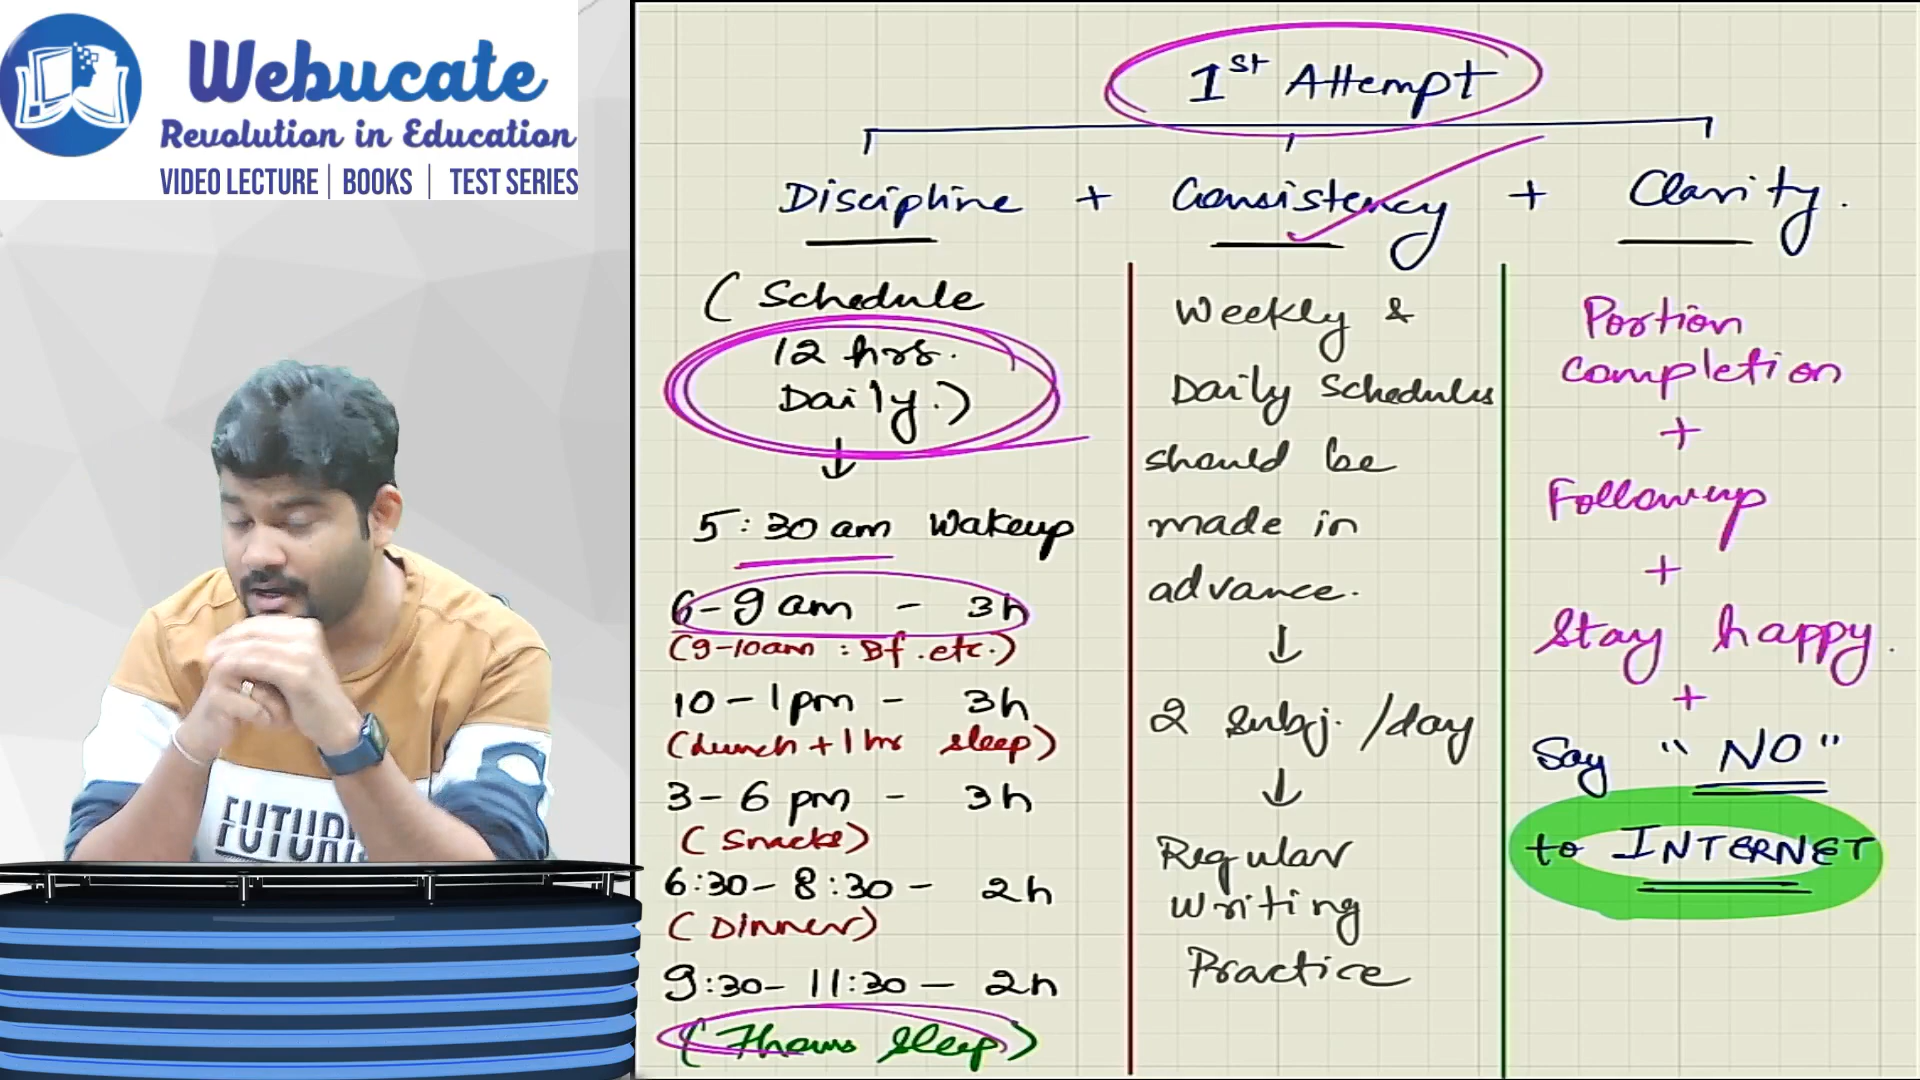 Webucate
Revolution in Education
VIDEO LECTURE | BOOKS | TEST SERIES
FUTUR
1st Attempt
Discipline + Consistency + Clarity.
(Schedule
12 hrs.
Daily.)
↓
5:30 am Wakeup
6-9 am - 3h
(9-10am : Bf. etc.)
10-1pm - 3h
(Lunch + 1 hr sleep)
3-6 pm - 3h
(Snacks)
6:30-8:30 - 2h
(Dinner)
9:30-11:30 - 2h
(7hours sleep)
Weekly &
Daily Schedules
should be
made in
advance.
↓
2 subj. /day
↓
Regular
Writing
Practice
Portion
completion
+
Followup
+
Stay happy.
+
Say "NO"
to INTERNET